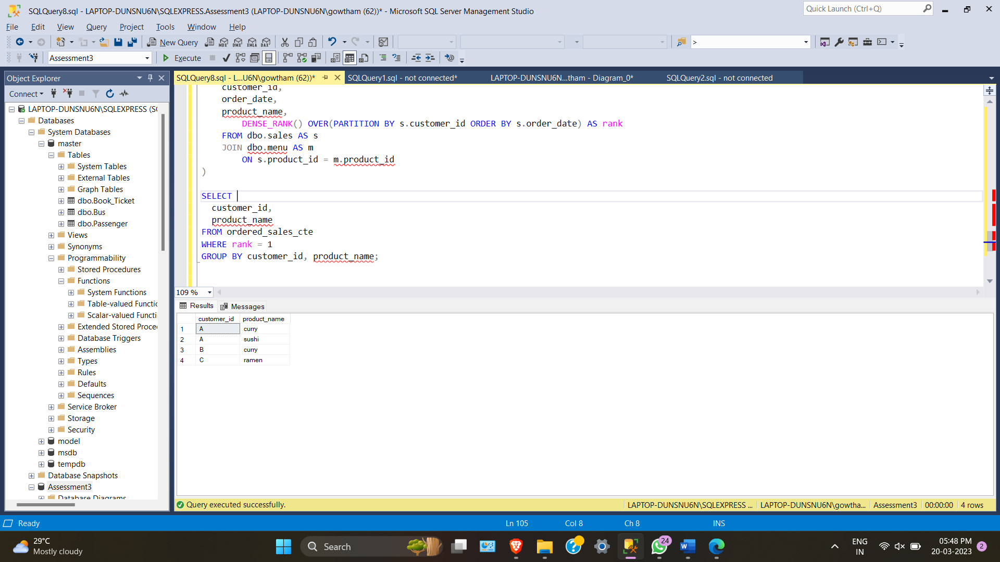 SQLQuery8.sql - LAPTOP-DUNSNU6N\SQLEXPRESS.Assessment3 (LAPTOP-DUNSNU6N\gowtham (62))* - Microsoft SQL Server Management Studio
Quick Launch (Ctrl+Q)
File Edit View Query Project Tools Window Help
New Query MDX DMX XMLA DAX >
Assessment3 Execute
Object Explorer
Connect
LAPTOP-DUNSNU6N\SQLEXPRESS (S
Databases
System Databases
master
Tables
System Tables
External Tables
Graph Tables
dbo.Book_Ticket
dbo.Bus
dbo.Passenger
Views
Synonyms
Programmability
Stored Procedures
Functions
System Functions
Table-valued Functi
Scalar-valued Functi
Extended Stored Proce
Database Triggers
Assemblies
Types
Rules
Defaults
Sequences
Service Broker
Storage
Security
model
msdb
tempdb
Database Snapshots
Assessment3
Database Diagrams
SQLQuery8.sql - L...U6N\gowtham (62))* SQLQuery1.sql - not connected* LAPTOP-DUNSNU6N...tham - Diagram_0* SQLQuery2.sql - not connected
customer_id,
order_date,
product_name,
DENSE_RANK() OVER(PARTITION BY s.customer_id ORDER BY s.order_date) AS rank
FROM dbo.sales AS s
JOIN dbo.menu AS m
ON s.product_id = m.product_id
)
SELECT
customer_id,
product_name
FROM ordered_sales_cte
WHERE rank = 1
GROUP BY customer_id, product_name;
109 %
Results Messages
customer_id product_name
1 A curry
2 A sushi
3 B curry
4 C ramen
Query executed successfully. LAPTOP-DUNSNU6N\SQLEXPRESS ... LAPTOP-DUNSNU6N\gowtha... Assessment3 00:00:00 4 rows
Ready Ln 105 Col 8 Ch 8 INS
29°C
Mostly cloudy
Search
24
ENG
IN
05:48 PM
20-03-2023
2